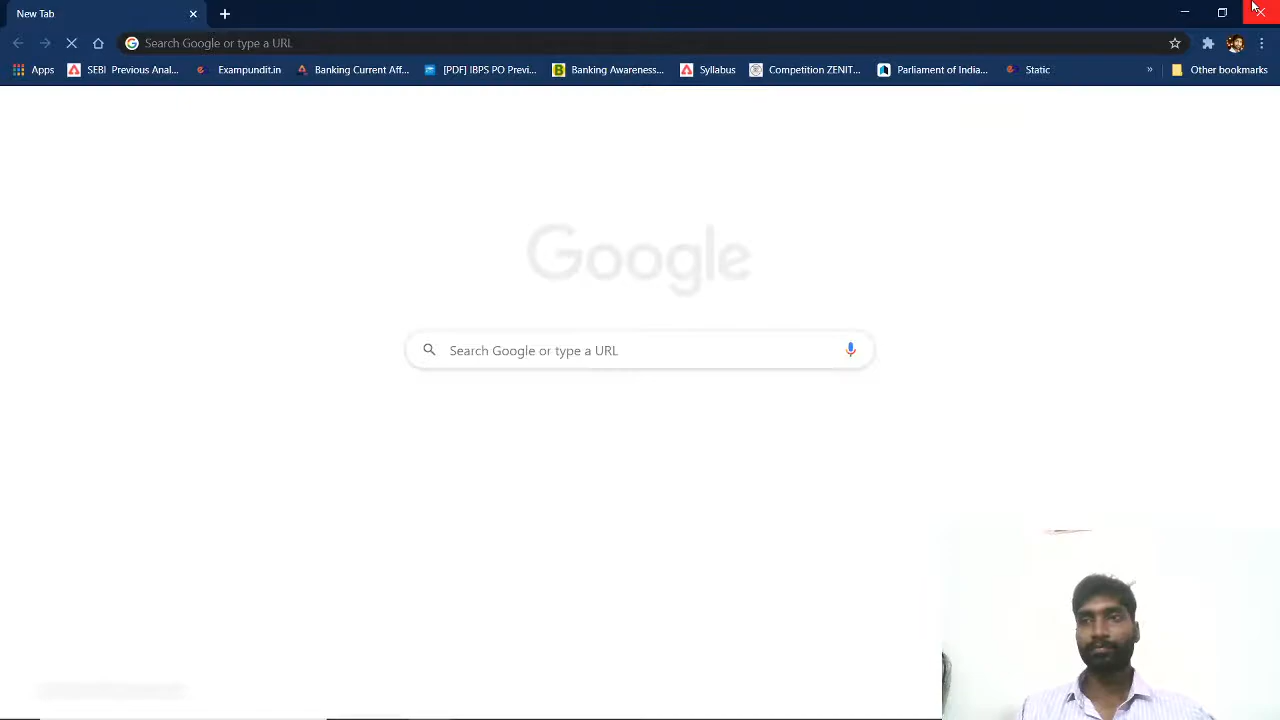 New Tab
Search Google or type a URL
Apps
SEBI Previous Anal...
Exampundit.in
Banking Current Aff...
[PDF] IBPS PO Previ...
Banking Awareness...
Syllabus
Competition ZENIT...
Parliament of India...
Static
»
Other bookmarks
Google
Search Google or type a URL